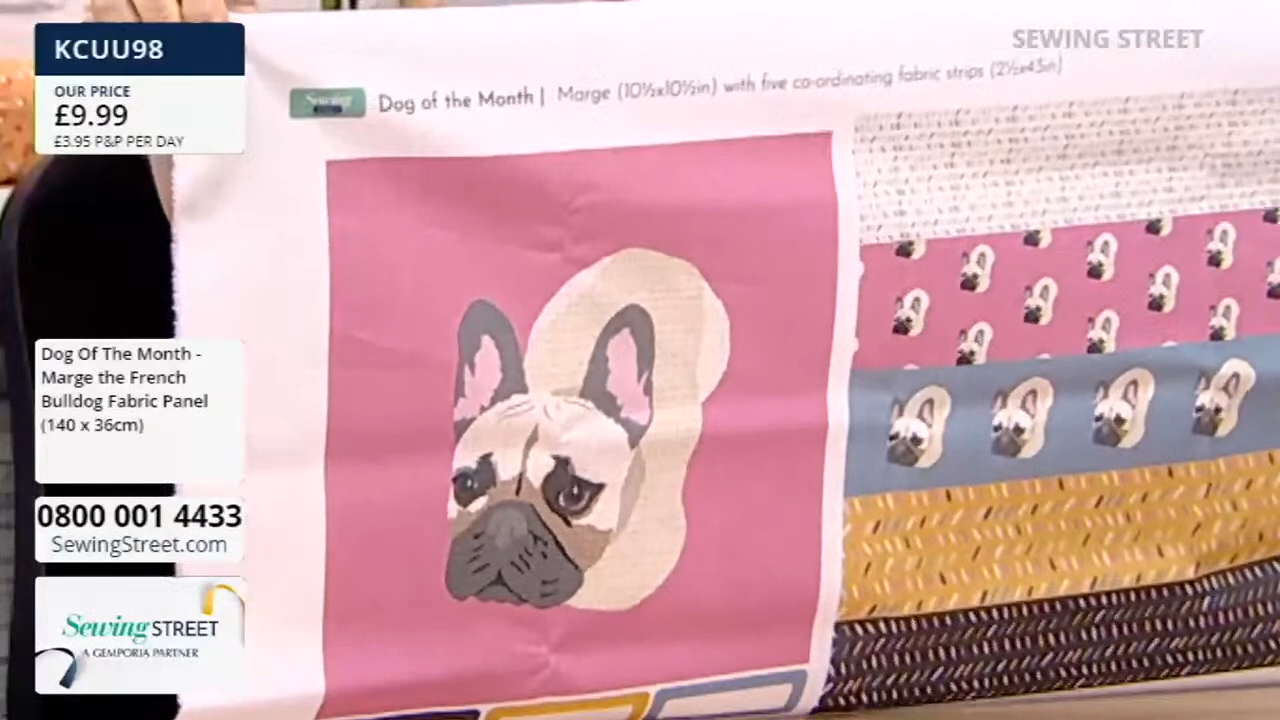 KCUU98
OUR PRICE
£9.99
£3.95 P&P PER DAY
SEWING STREET
Sewing
Dog of the Month | Marge (10½x10½in) with five co-ordinating fabric strips (2½x45in)
Dog Of The Month -
Marge the French
Bulldog Fabric Panel
(140 x 36cm)
0800 001 4433
SewingStreet.com
Sewing STREET
A GEMPORIA PARTNER